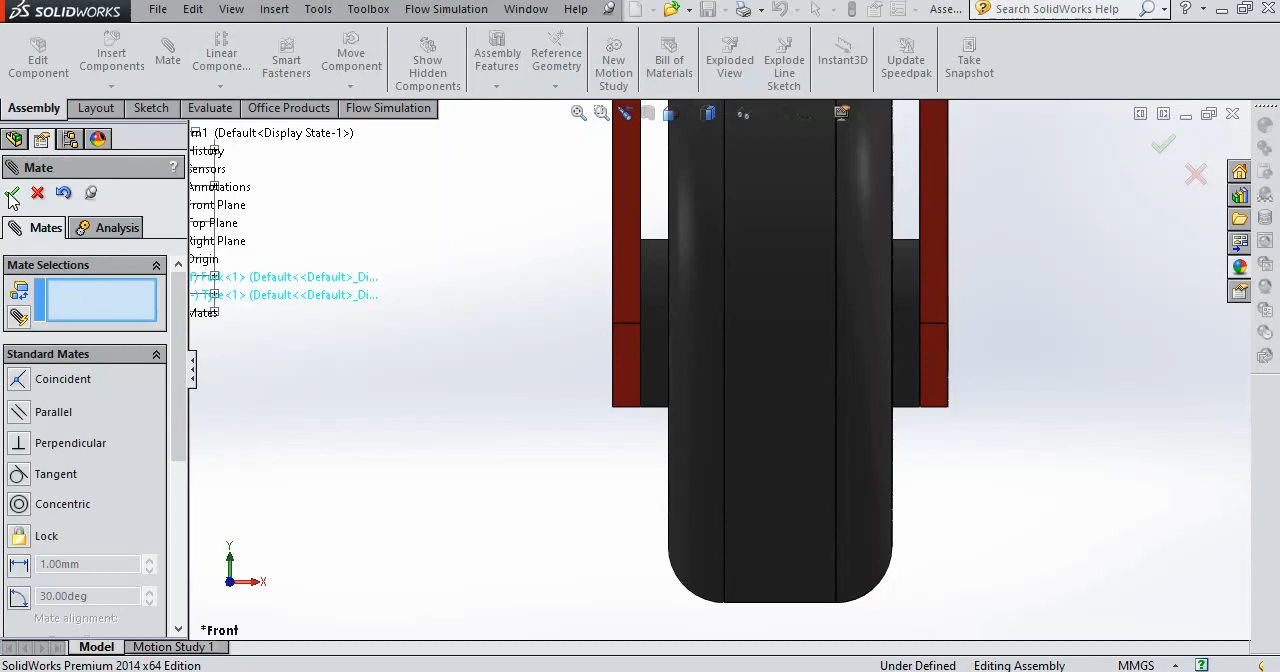 SOLIDWORKS File Edit View Insert Tools Toolbox Flow Simulation Window Help Asse... Search SolidWorks Help
Edit Component
Insert Components
Mate
Linear Compone...
Smart Fasteners
Move Component
Show Hidden Components
Assembly Features
Reference Geometry
New Motion Study
Bill of Materials
Exploded View
Explode Line Sketch
Instant3D
Update Speedpak
Take Snapshot
Assembly Layout Sketch Evaluate Office Products Flow Simulation
(Default<Display State-1>)
History
Sensors
Annotations
Front Plane
Top Plane
Right Plane
Origin
<1> (Default<<Default>_Di...
<1> (Default<<Default>_Di...
Mates
Mate ?
Mates Analysis
Mate Selections
Standard Mates
Coincident
Parallel
Perpendicular
Tangent
Concentric
Lock
1.00mm
30.00deg
Mate alignment:
Y
X
*Front
Model Motion Study 1
SolidWorks Premium 2014 x64 Edition Under Defined Editing Assembly MMGS